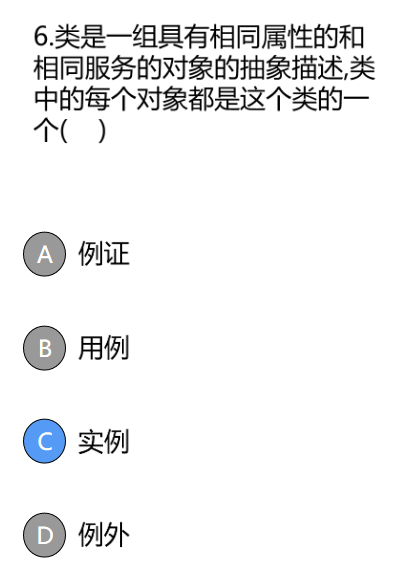 6.类是一组具有相同属性的和
相同服务的对象的抽象描述,类
中的每个对象都是这个类的一
个(    )
A 例证
B 用例
C 实例
D 例外